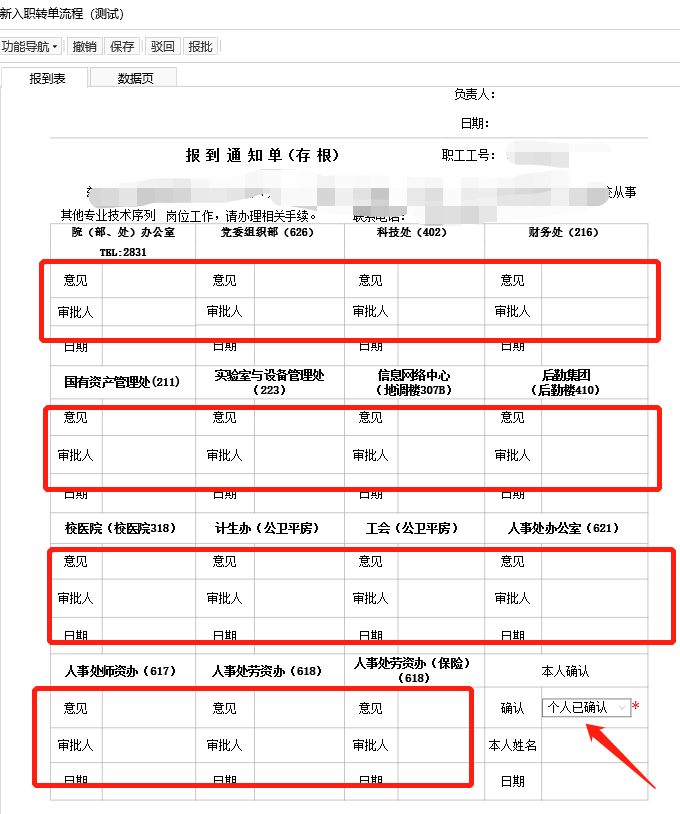 新入职转单流程（测试）
功能导航 撤销 保存 驳回 报批
报到表 数据页
负责人：
日期：
报 到 通 知 单（存 根） 职工工号：
从事
其他专业技术序列 岗位工作，请办理相关手续。 联系电话：
院（部、处）办公室 党委组织部（626） 科技处（402） 财务处（216）
TEL:2831
意见 意见 意见 意见
审批人 审批人 审批人 审批人
日期 日期 日期 日期
国有资产管理处(211) 实验室与设备管理处（223） 信息网络中心（地调楼307B） 后勤集团（后勤楼410）
意见 意见 意见 意见
审批人 审批人 审批人 审批人
日期 日期 日期 日期
校医院（校医院318） 计生办（公卫平房） 工会（公卫平房） 人事处办公室（621）
意见 意见 意见 意见
审批人 审批人 审批人 审批人
日期 日期 日期 日期
人事处师资办（617） 人事处劳资办（618） 人事处劳资办（保险）（618） 本人确认
意见 意见 意见 确认 个人已确认 *
审批人 审批人 审批人 本人姓名
日期 日期 日期 日期